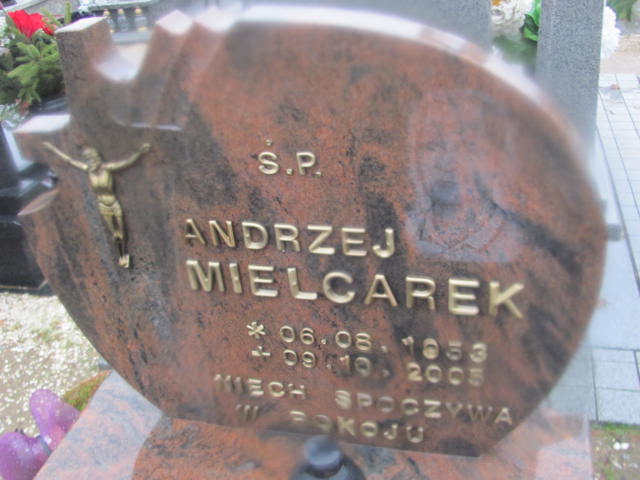 Ś.P.
ANDRZEJ
MIELCAREK
* 06.08.1953
+ 09.10.2005
NIECH SPOCZYWA
W POKOJU